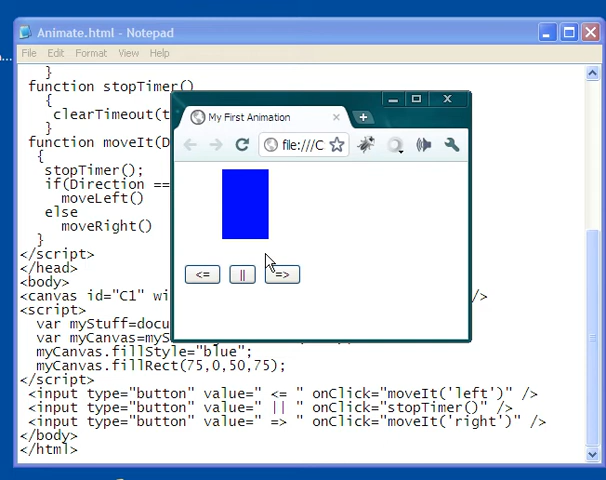 Animate.html - Notepad
File Edit Format View Help
}
function stopTimer()
{
clearTimeout(t
}
function moveIt(D
{
stopTimer();
if(Direction ==
moveLeft()
else
moveRight()
}
</script>
</head>
<body>
<canvas id="C1" wi
/>
<script>
var myStuff=docu
var myCanvas=myS
myCanvas.fillStyle="blue";
myCanvas.fillRect(75,0,50,75);
</script>
<input type="button" value=" <= " onClick="moveIt('left')" />
<input type="button" value=" || " onClick="stopTimer()" />
<input type="button" value=" => " onClick="moveIt('right')" />
</body>
</html>
My First Animation
file:///C
<= || =>